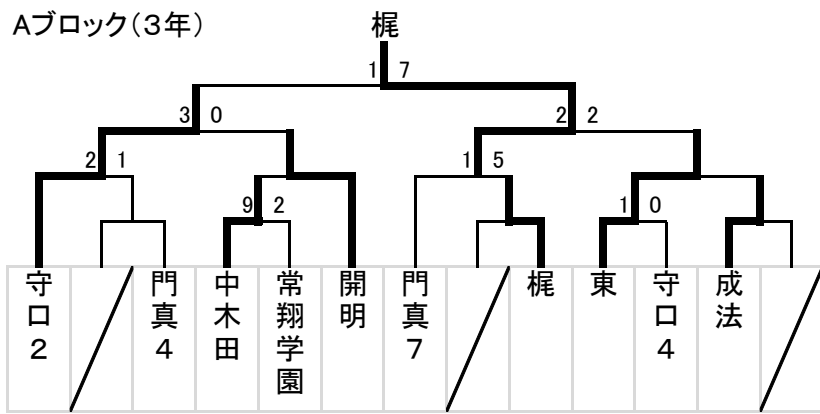 Aブロック（３年）
梶
1 7
3 0
2 2
2 1
1 5
9 2
1 0
守口２
門真４
中木田
常翔学園
開明
門真７
梶
東
守口４
成法